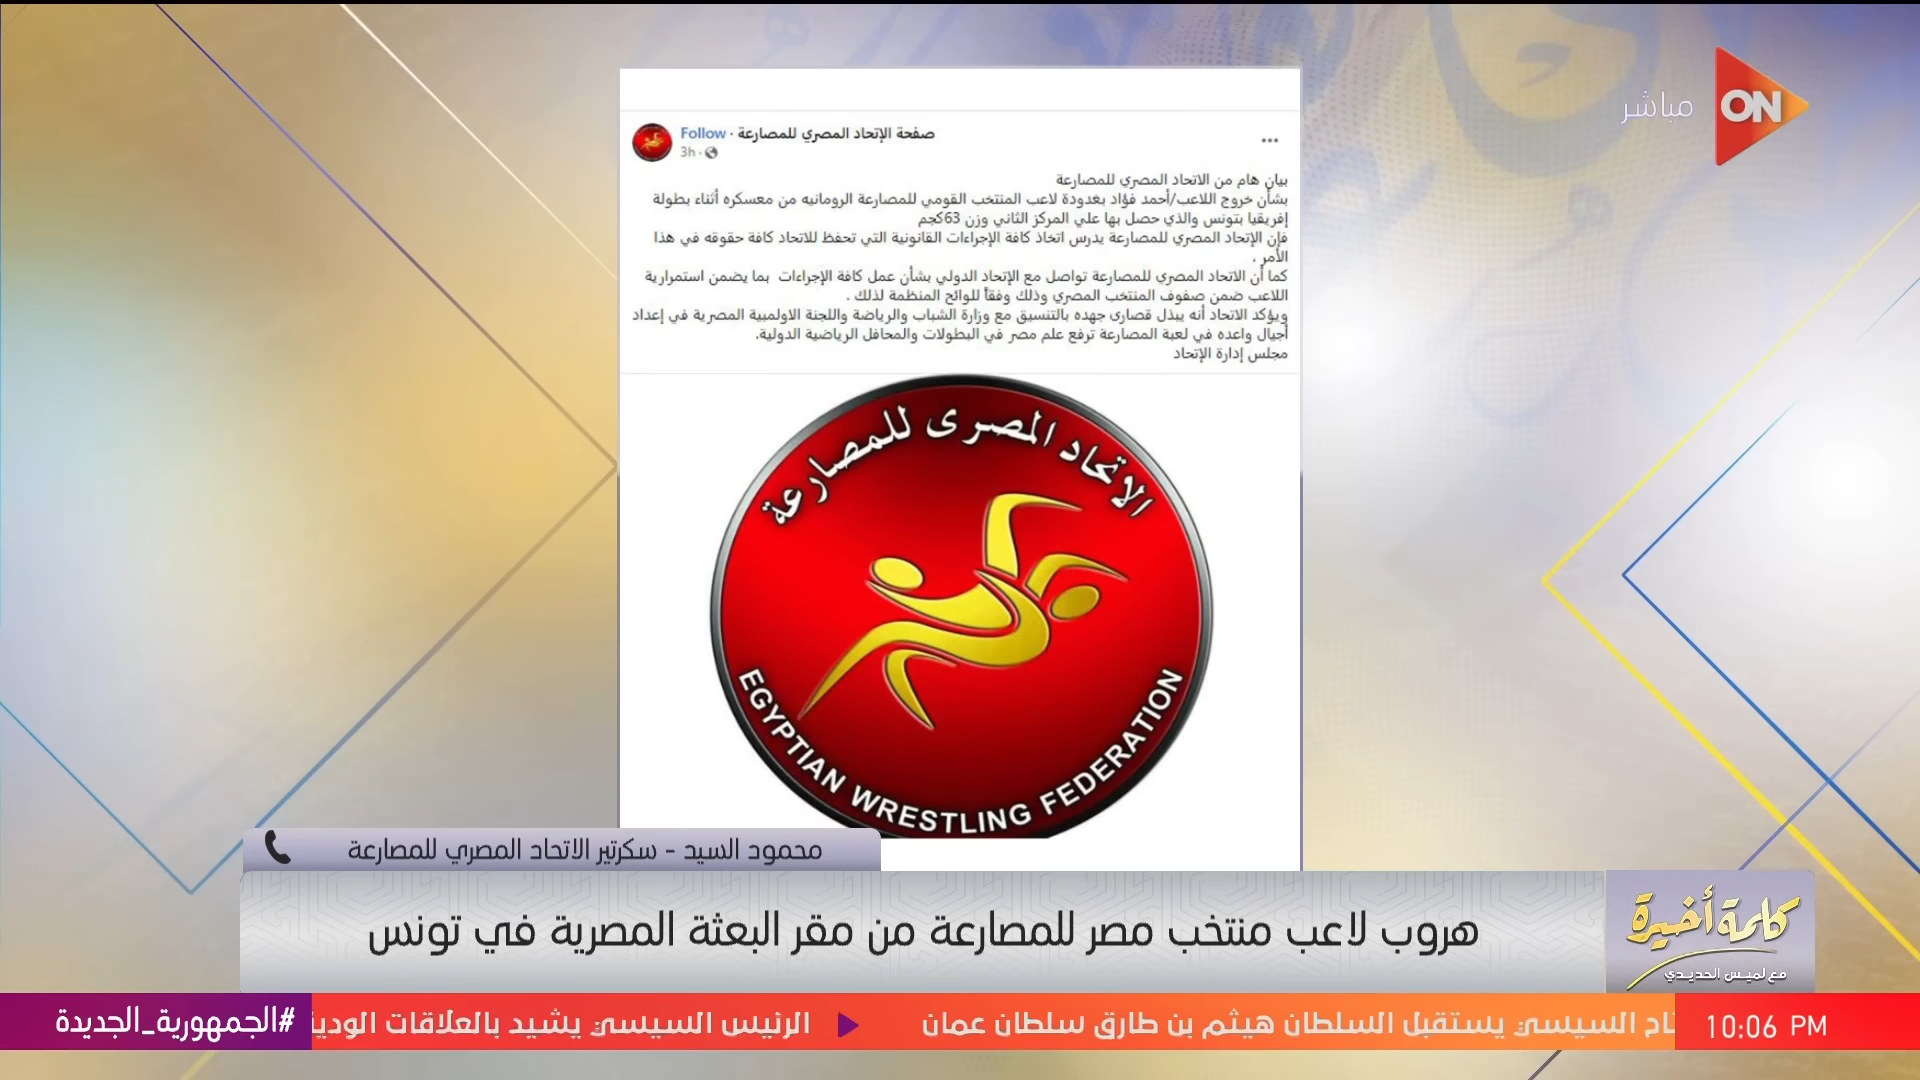 مباشر
ON
صفحة الإتحاد المصري للمصارعة · Follow
3h ·
بيان هام من الاتحاد المصري للمصارعة
بشأن خروج اللاعب/أحمد فؤاد بغدودة لاعب المنتخب القومي للمصارعة الرومانيه من معسكره أثناء بطولة
إفريقيا بتونس والذي حصل بها علي المركز الثاني وزن 63كجم
فإن الإتحاد المصري للمصارعة يدرس اتخاذ كافة الإجراءات القانونية التي تحفظ للاتحاد كافة حقوقه في هذا
الأمر ،
كما أن الاتحاد المصري للمصارعة تواصل مع الإتحاد الدولي بشأن عمل كافة الإجراءات بما يضمن استمرارية
اللاعب ضمن صفوف المنتخب المصري وذلك وفقاً للوائح المنظمة لذلك .
ويؤكد الاتحاد أنه يبذل قصارى جهده بالتنسيق مع وزارة الشباب والرياضة واللجنة الاولمبية المصرية في إعداد
أجيال واعده في لعبة المصارعة ترفع علم مصر في البطولات والمحافل الرياضية الدولية.
مجلس إدارة الإتحاد
الاتحاد المصرى للمصارعة
EGYPTIAN WRESTLING FEDERATION
محمود السيد - سكرتير الاتحاد المصري للمصارعة
هروب لاعب منتخب مصر للمصارعة من مقر البعثة المصرية في تونس
كلمة أخيرة
مع لميس الحديدي
السيسي يستقبل السلطان هيثم بن طارق سلطان عمان
الرئيس السيسي يشيد بالعلاقات
#الجمهورية_الجديدة
10:06 PM